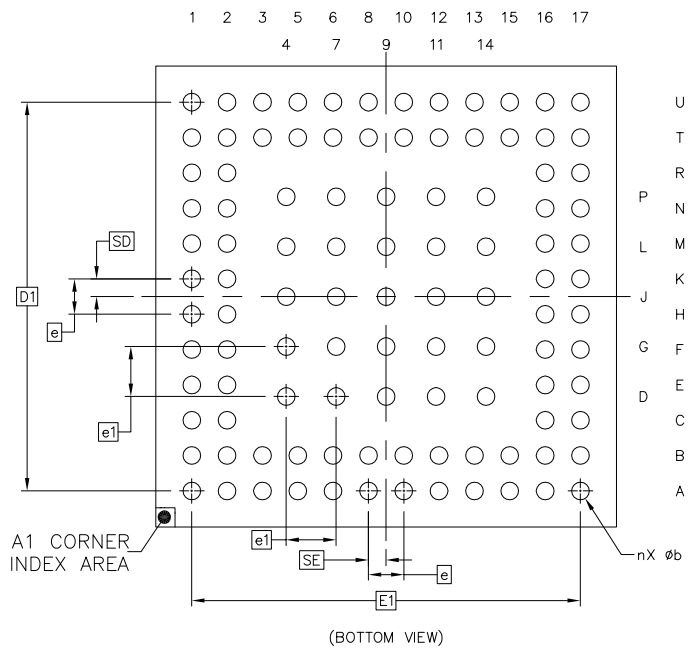 1 2 3 5 6 8 10 12 13 15 16 17
4 7 9 11 14
U
T
R
P
N
SD
M
L
K
D1
J
H
e
G
F
E
D
e1
C
B
A
A1 CORNER
INDEX AREA
e1
SE
e
nX øb
E1
(BOTTOM VIEW)